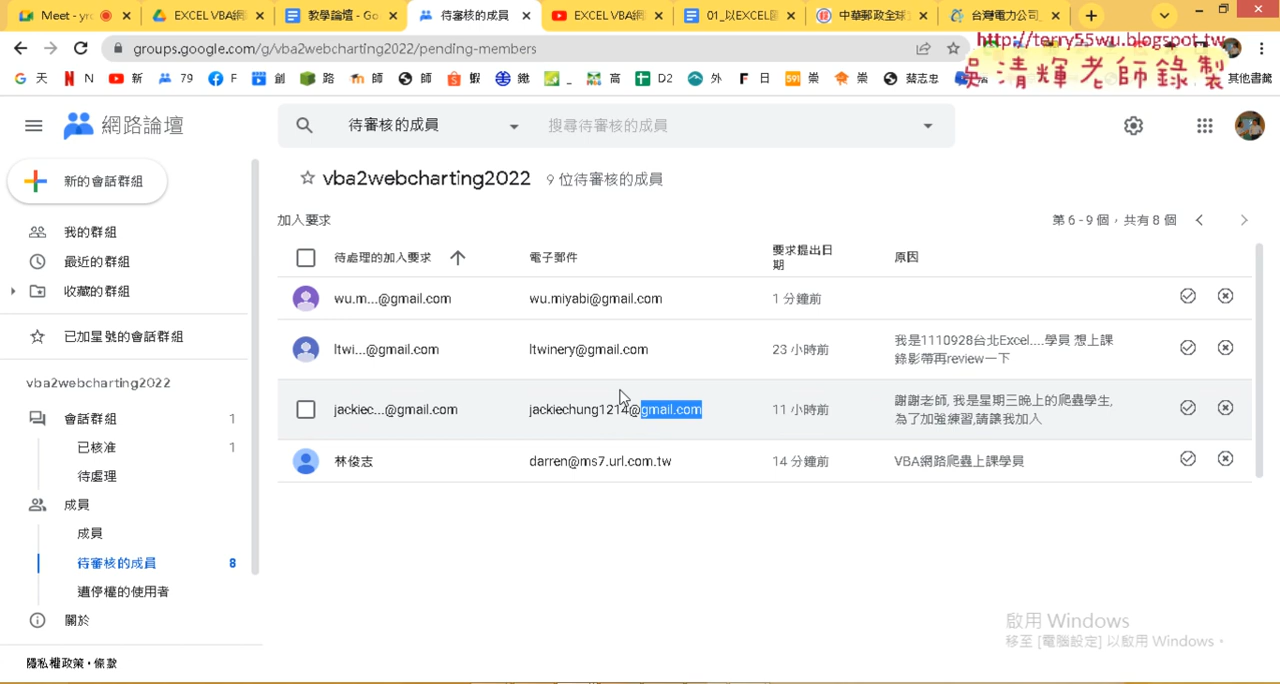 Meet - yrc
EXCEL VBA網
教學論壇 - Go
待審核的成員
EXCEL VBA網
01_以EXCEL
中華郵政全球
台灣電力公司
groups.google.com/g/vba2webcharting2022/pending-members
http://terry55wu.blogspot.tw
吳清輝老師錄製
天 N 新 79 F 創 路 師 師 蝦 繳 高 D2 外 日 崇 崇 蔡志忠 其他書籤
網路論壇
待審核的成員
搜尋待審核的成員
新的會話群組
vba2webcharting2022 9 位待審核的成員
我的群組
加入要求
第 6 - 9 個，共有 8 個
最近的群組
待處理的加入要求
電子郵件
要求提出日
期
原因
收藏的群組
wu.m...@gmail.com
wu.miyabi@gmail.com
1 分鐘前
已加星號的會話群組
ltwi...@gmail.com
ltwinery@gmail.com
23 小時前
我是1110928台北Excel....學員 想上課
錄影帶再review一下
vba2webcharting2022
jackiec...@gmail.com
jackiechung1214@gmail.com
11 小時前
謝謝老師, 我是星期三晚上的爬蟲學生,
為了加強練習,請讓我加入
會話群組 1
已核准 1
林俊志
darren@ms7.url.com.tw
14 分鐘前
VBA網路爬蟲上課學員
待處理
成員
成員
待審核的成員 8
遭停權的使用者
關於
啟用 Windows
移至 [電腦設定] 以啟用 Windows。
隱私權政策 • 條款